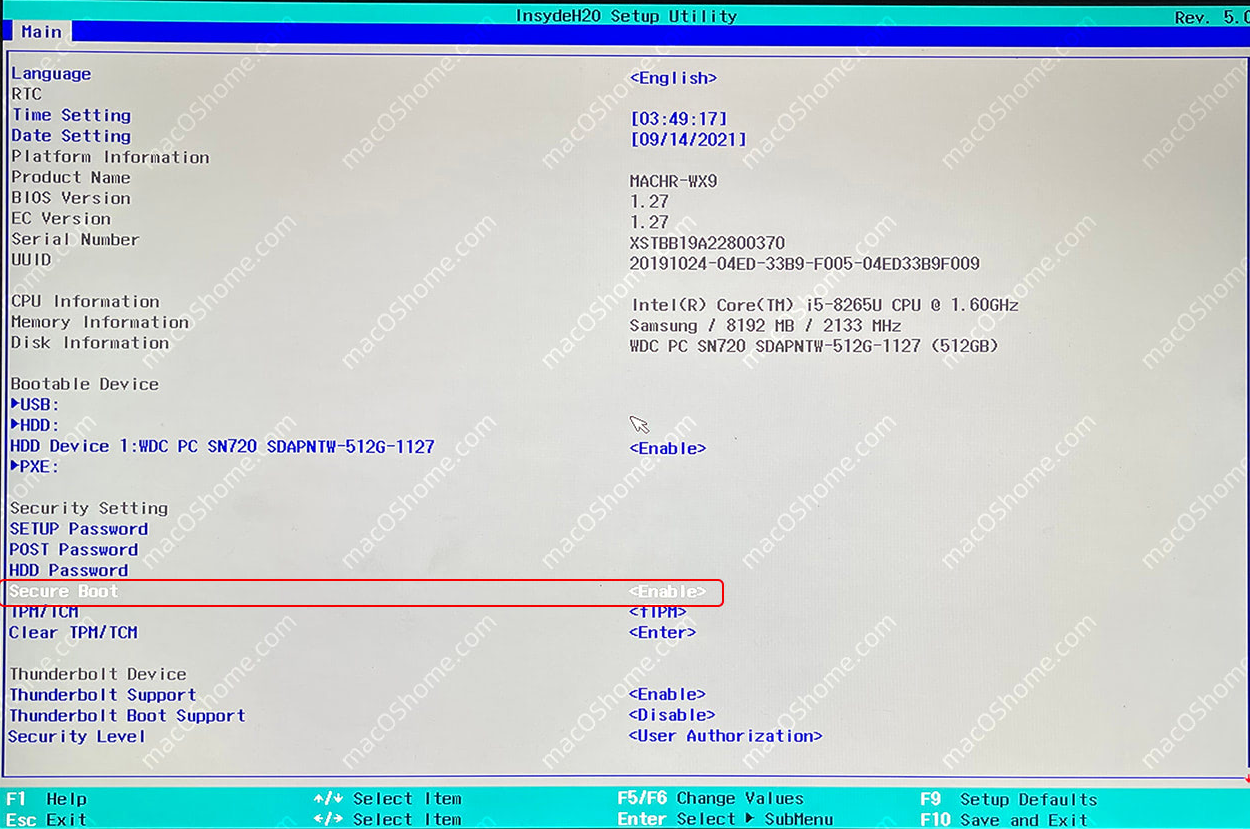 InsydeH20 Setup Utility Rev. 5.0
Main
Language <English>
RTC
Time Setting [03:49:17]
Date Setting [09/14/2021]
Platform Information
Product Name MACHR-WX9
BIOS Version 1.27
EC Version 1.27
Serial Number XSTBB19A22800370
UUID 20191024-04ED-33B9-F005-04ED33B9F009
CPU Information Intel(R) Core(TM) i5-8265U CPU @ 1.60GHz
Memory Information Samsung / 8192 MB / 2133 MHz
Disk Information WDC PC SN720 SDAPNTW-512G-1127 (512GB)
Bootable Device
▶USB:
▶HDD:
HDD Device 1:WDC PC SN720 SDAPNTW-512G-1127 <Enable>
▶PXE:
Security Setting
SETUP Password
POST Password
HDD Password
Secure Boot <Enable>
TPM/TCM <fTPM>
Clear TPM/TCM <Enter>
Thunderbolt Device
Thunderbolt Support <Enable>
Thunderbolt Boot Support <Disable>
Security Level <User Authorization>
F1 Help ↑/↓ Select Item F5/F6 Change Values F9 Setup Defaults
Esc Exit ←/→ Select Item Enter Select ▶ SubMenu F10 Save and Exit
macOShome.com